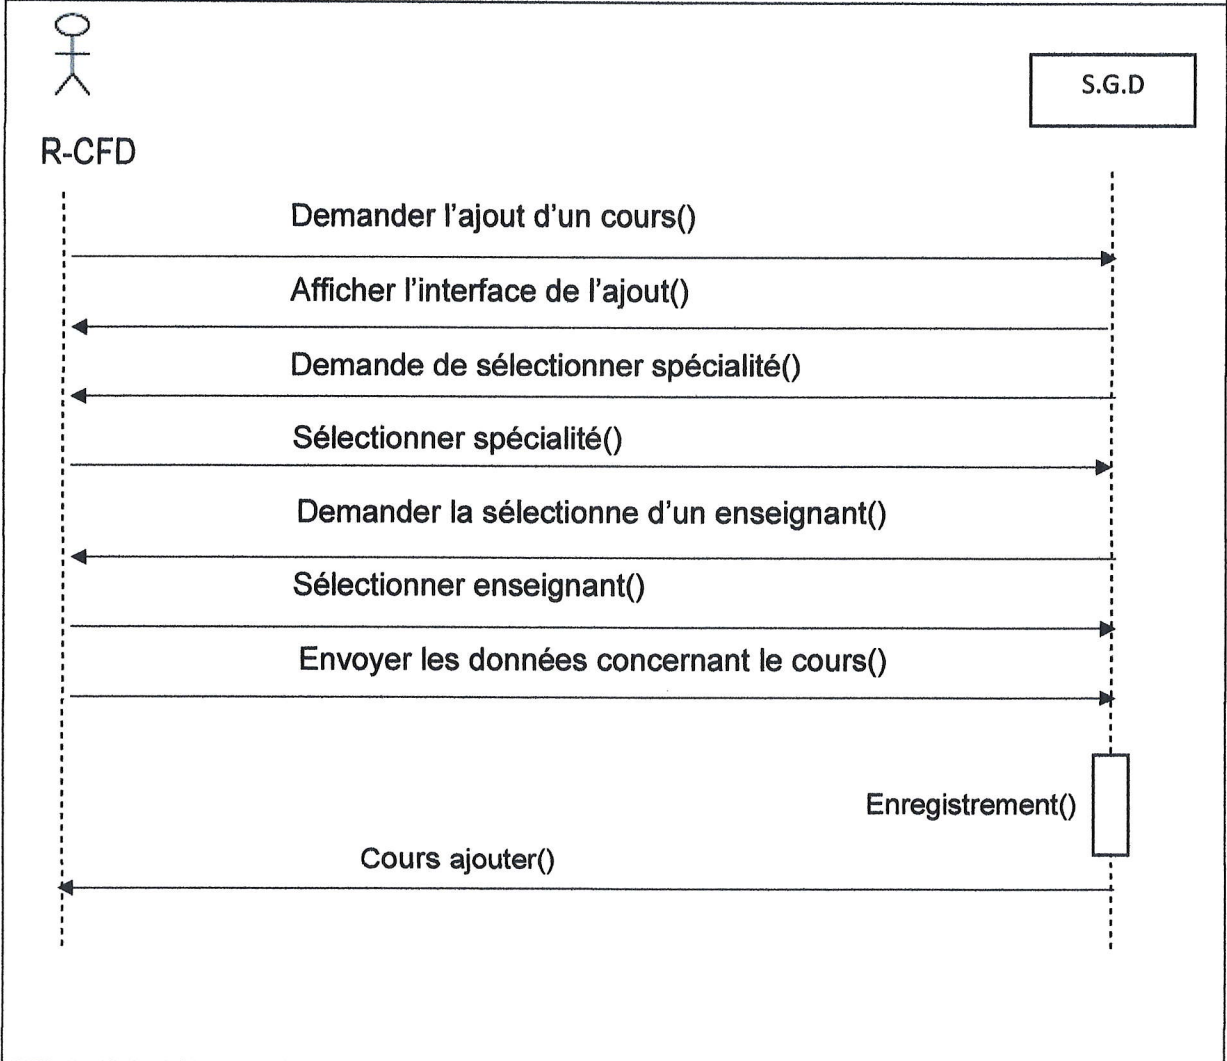 S.G.D
R-CFD
Demander l'ajout d'un cours()
Afficher l'interface de l'ajout()
Demande de sélectionner spécialité()
Sélectionner spécialité()
Demander la sélectionne d'un enseignant()
Sélectionner enseignant()
Envoyer les données concernant le cours()
Enregistrement()
Cours ajouter()